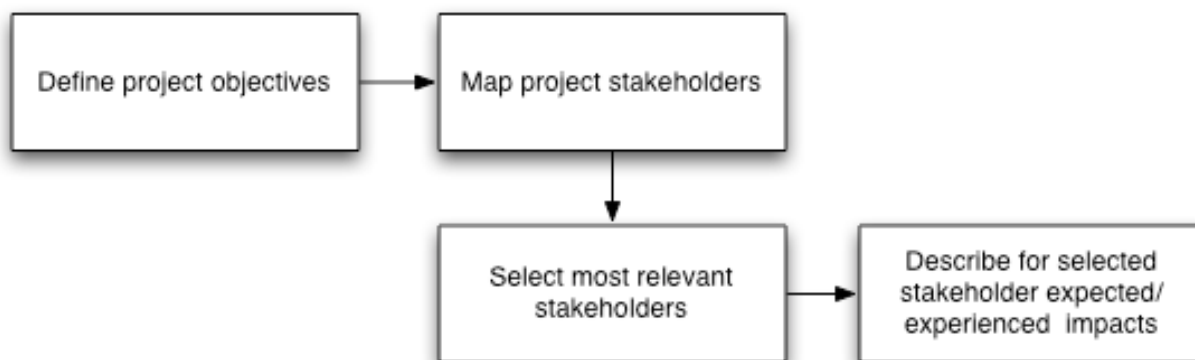 Define project objectives
Map project stakeholders
Select most relevant
stakeholders
Describe for selected
stakeholder expected/
experienced impacts